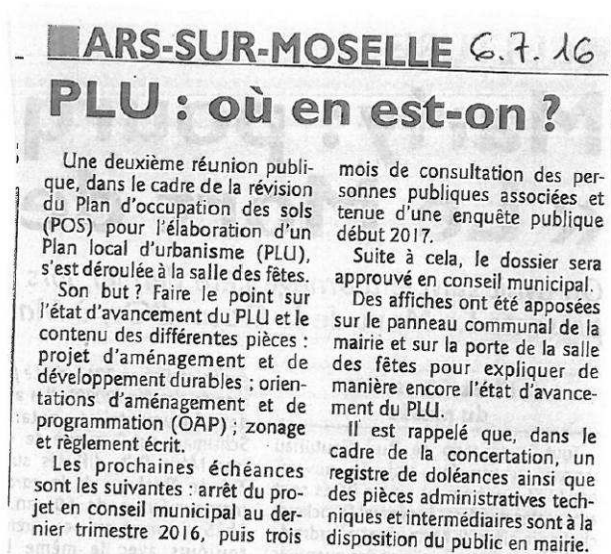 ARS-SUR-MOSELLE 6.7.16
PLU : où en est-on ?
Une deuxième réunion publi-
que, dans le cadre de la révision
du Plan d'occupation des sols
(POS) pour l'élaboration d'un
Plan local d'urbanisme (PLU),
s'est déroulée à la salle des fêtes.
Son but ? Faire le point sur
l'état d'avancement du PLU et le
contenu des différentes pièces :
projet d'aménagement et de
développement durables ; orien-
tations d'aménagement et de
programmation (OAP) ; zonage
et règlement écrit.
Les prochaines échéances
sont les suivantes : arrêt du pro-
jet en conseil municipal au der-
nier trimestre 2016, puis trois
mois de consultation des per-
sonnes publiques associées et
tenue d'une enquête publique
début 2017.
Suite à cela, le dossier sera
approuvé en conseil municipal.
Des affiches ont été apposées
sur le panneau communal de la
mairie et sur la porte de la salle
des fêtes pour expliquer de
manière encore l'état d'avance-
ment du PLU.
Il est rappelé que, dans le
cadre de la concertation, un
registre de doléances ainsi que
des pièces administratives tech-
niques et intermédiaires sont à la
disposition du public en mairie.